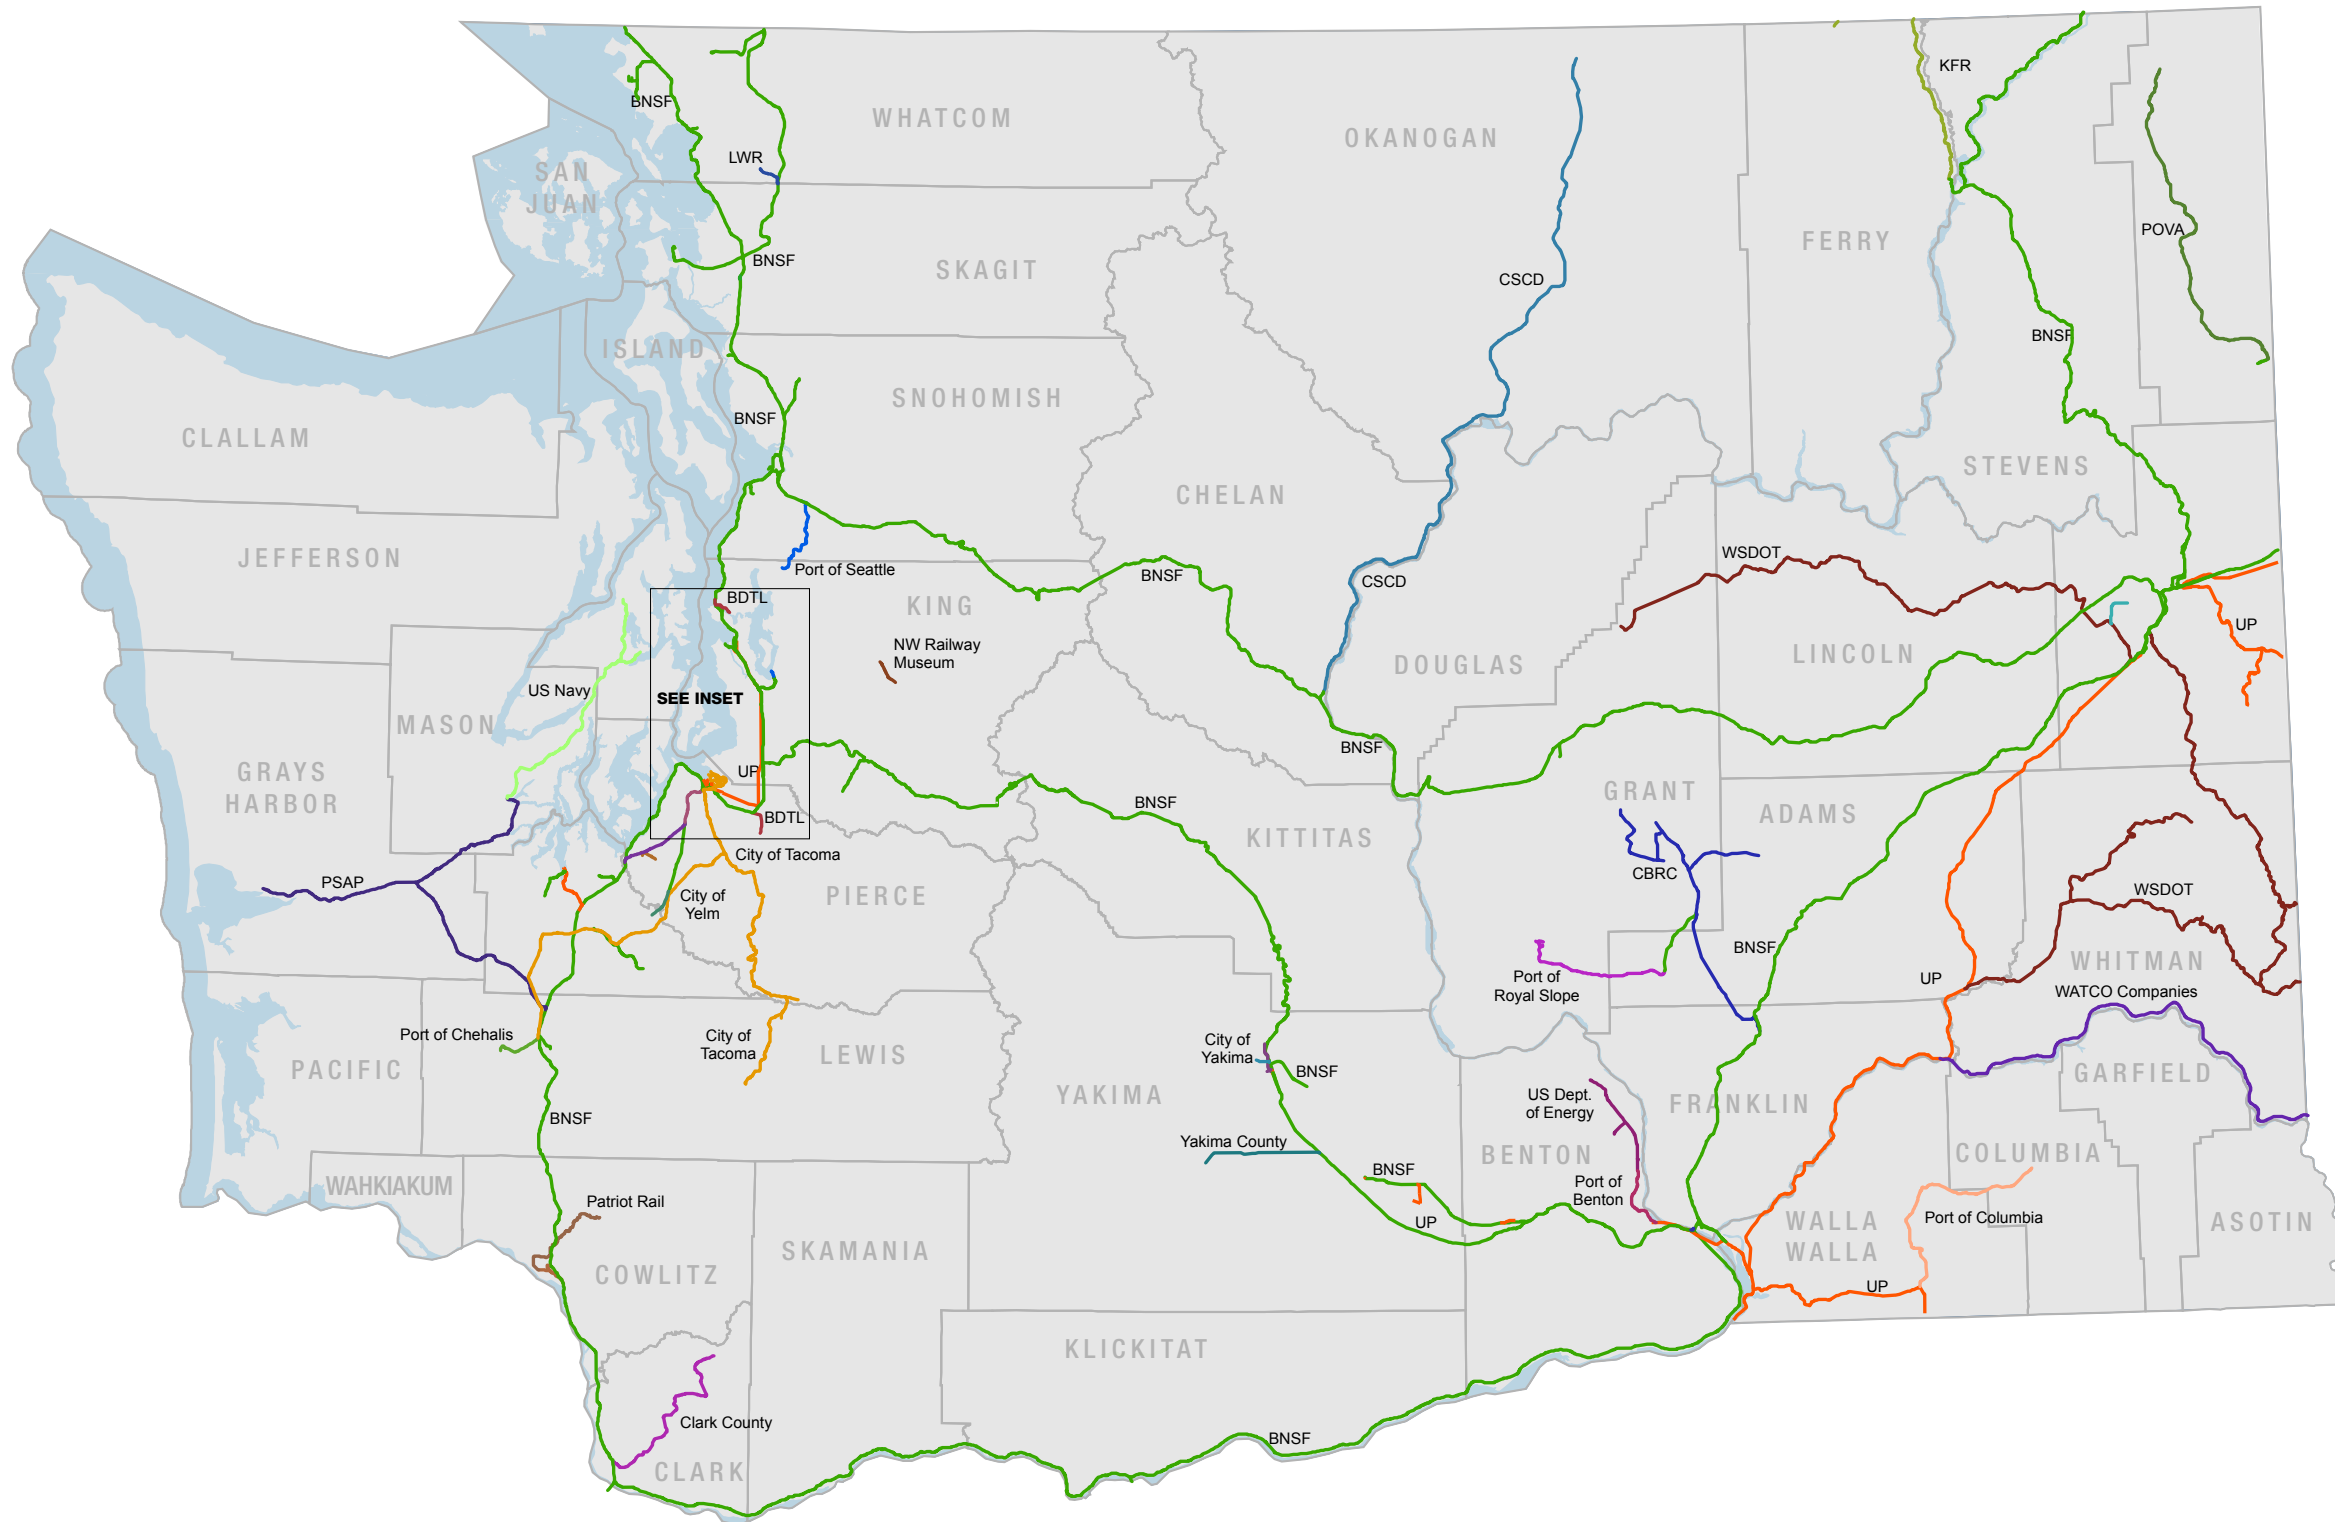 KFR
BNSF
WHATCOM
OKANOGAN
LWR
SAN
JUAN
POVA
FERRY
BNSF
SKAGIT
CSCD
BNSF
ISLAND
SNOHOMISH
BNSF
CLALLAM
STEVENS
CHELAN
JEFFERSON
WSDOT
Port of Seattle
BNSF
CSCD
BDTL
KING
UP
NW Railway
Museum
LINCOLN
DOUGLAS
US Navy
SEE INSET
MASON
BNSF
GRAYS
HARBOR
UP
GRANT
BNSF
ADAMS
BDTL
KITTITAS
City of Tacoma
CBRC
PSAP
PIERCE
City of
Yelm
WSDOT
BNSF
WHITMAN
Port of
Royal Slope
UP
WATCO Companies
Port of Chehalis
City of
Tacoma
LEWIS
City of
Yakima
BNSF
PACIFIC
GARFIELD
YAKIMA
US Dept.
of Energy
FRANKLIN
BNSF
Yakima County
BENTON
COLUMBIA
BNSF
WAHKIAKUM
Port of
Benton
Patriot Rail
UP
WALLA
WALLA
Port of Columbia
ASOTIN
SKAMANIA
COWLITZ
UP
KLICKITAT
Clark County
BNSF
CLARK